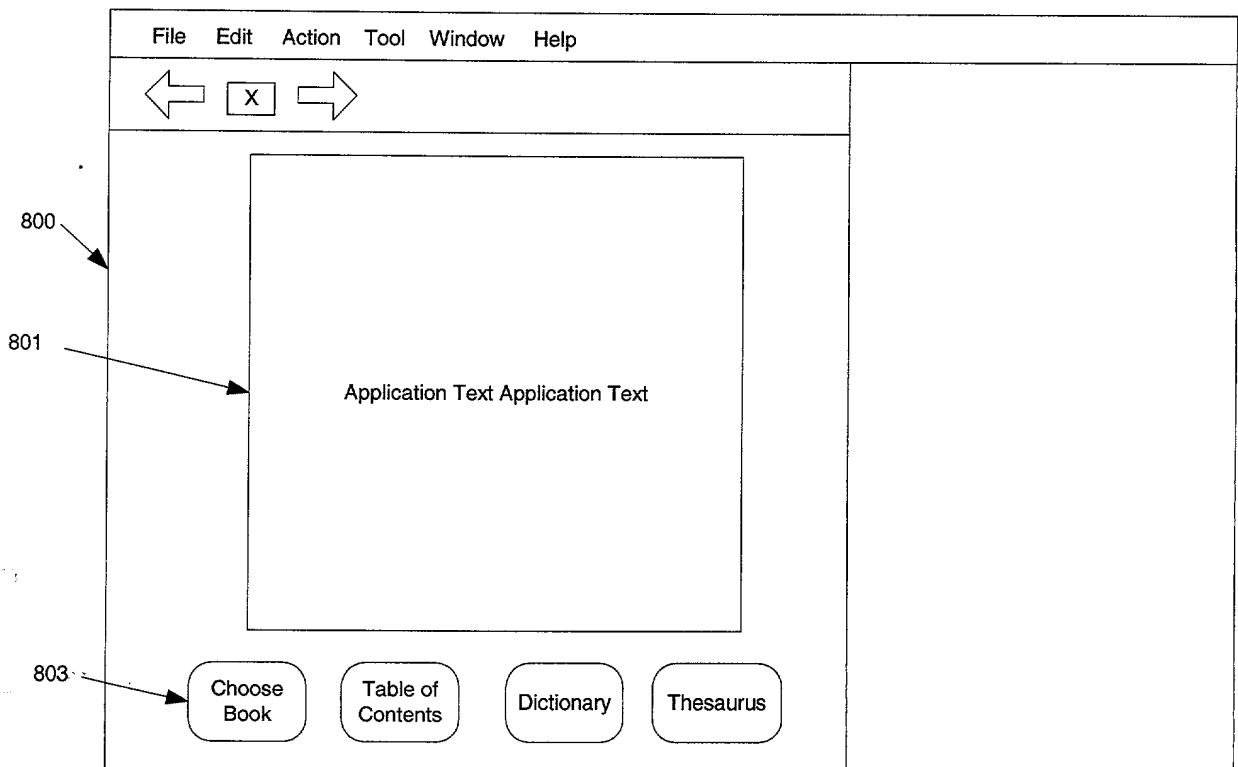 File Edit Action Tool Window Help
X
800
801
Application Text Application Text
803
Choose
Book
Table of
Contents
Dictionary
Thesaurus